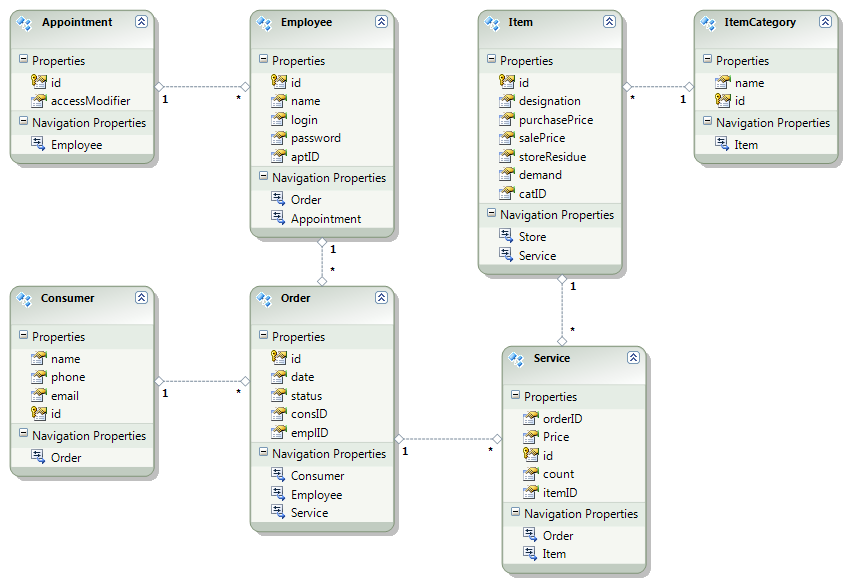 Appointment
Properties
id
accessModifier
Navigation Properties
Employee
1
*
Employee
Properties
id
name
login
password
aptID
Navigation Properties
Order
Appointment
1
*
Item
Properties
id
designation
purchasePrice
salePrice
storeResidue
demand
catID
Navigation Properties
Store
Service
*
1
ItemCategory
Properties
name
id
Navigation Properties
Item
1
*
Consumer
Properties
name
phone
email
id
Navigation Properties
Order
1
*
Order
Properties
id
date
status
consID
emplID
Navigation Properties
Consumer
Employee
Service
1
*
Service
Properties
orderID
Price
id
count
itemID
Navigation Properties
Order
Item